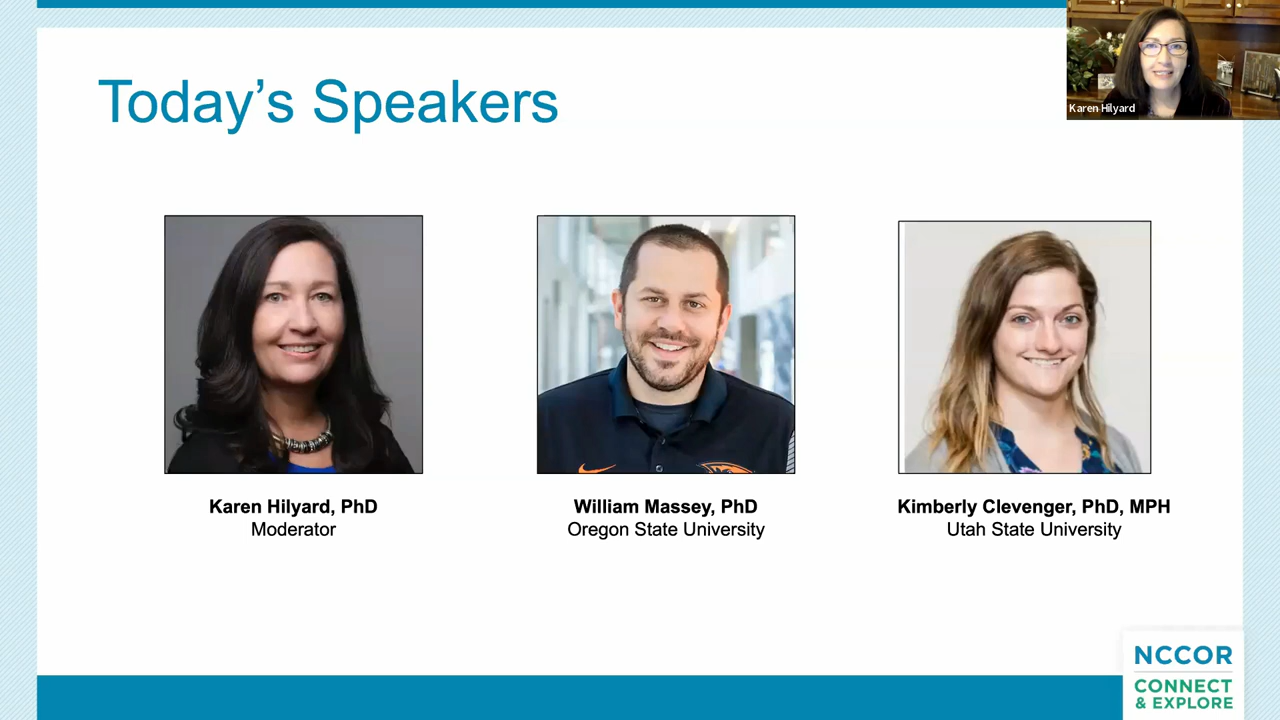 Today's Speakers
Karen Hilyard
Karen Hilyard, PhD
Moderator
William Massey, PhD
Oregon State University
Kimberly Clevenger, PhD, MPH
Utah State University
NCCOR
CONNECT
& EXPLORE